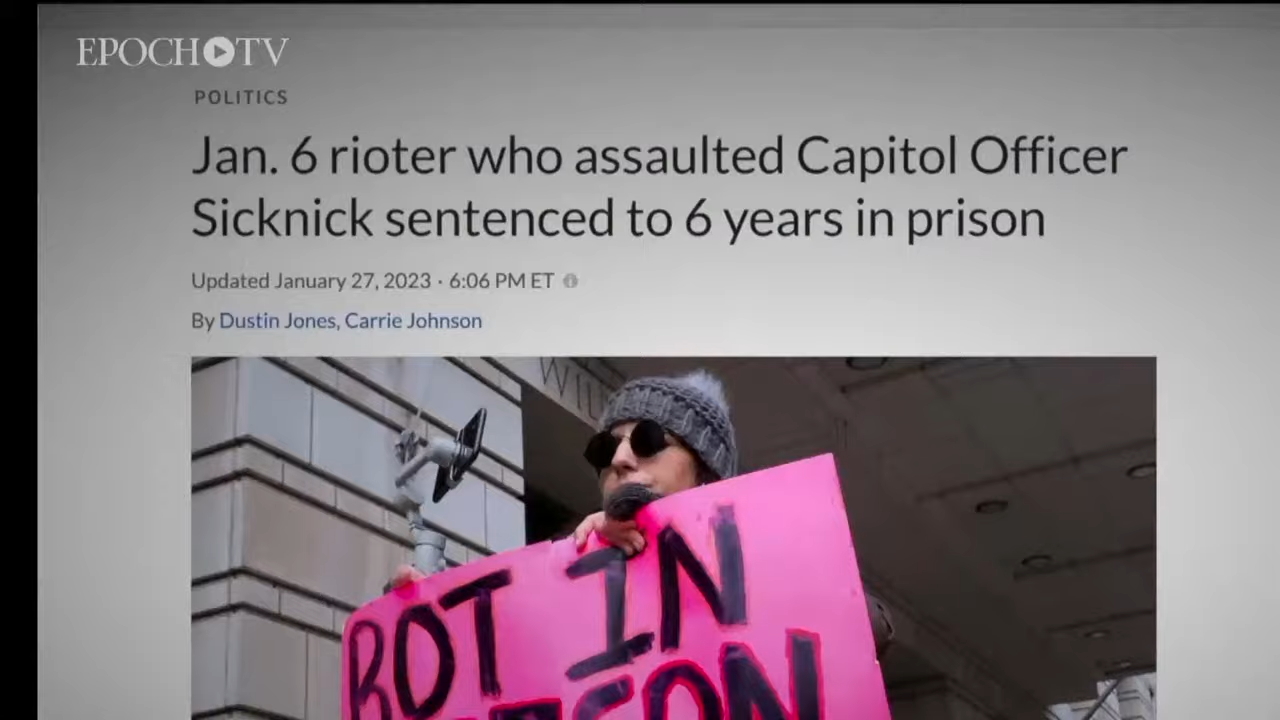 EPOCH TV
POLITICS
Jan. 6 rioter who assaulted Capitol Officer
Sicknick sentenced to 6 years in prison
Updated January 27, 2023 · 6:06 PM ET
By Dustin Jones, Carrie Johnson
ROT IN